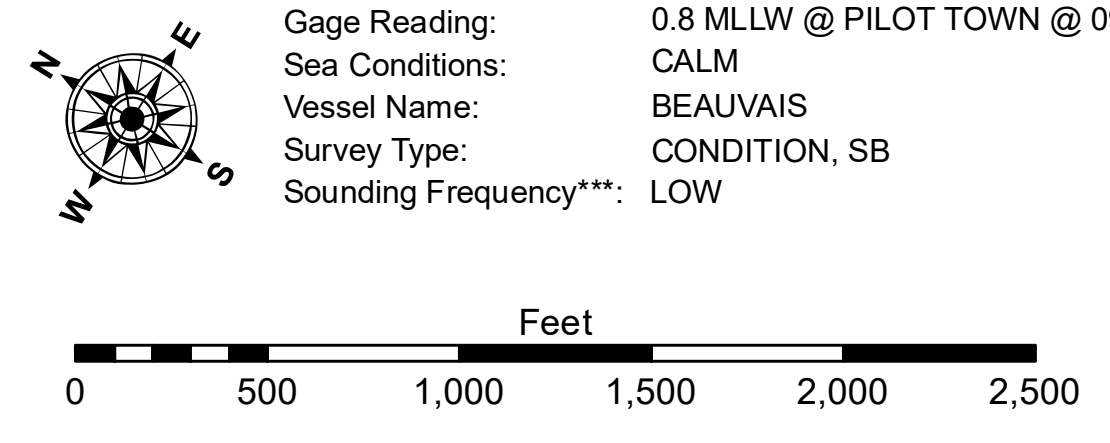 N
E
W
S
Gage Reading: 0.8 MLLW @ PILOT TOWN @
Sea Conditions: CALM
Vessel Name: BEAUVAIS
Survey Type: CONDITION, SB
Sounding Frequency***: LOW
Feet
0 500 1,000 1,500 2,000 2,500